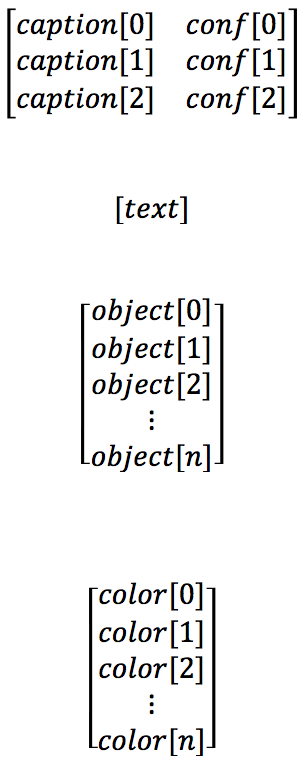 caption[0] conf[0]
caption[1] conf[1]
caption[2] conf[2]
[text]
object[0]
object[1]
object[2]
⋮
object[n]
color[0]
color[1]
color[2]
⋮
color[n]